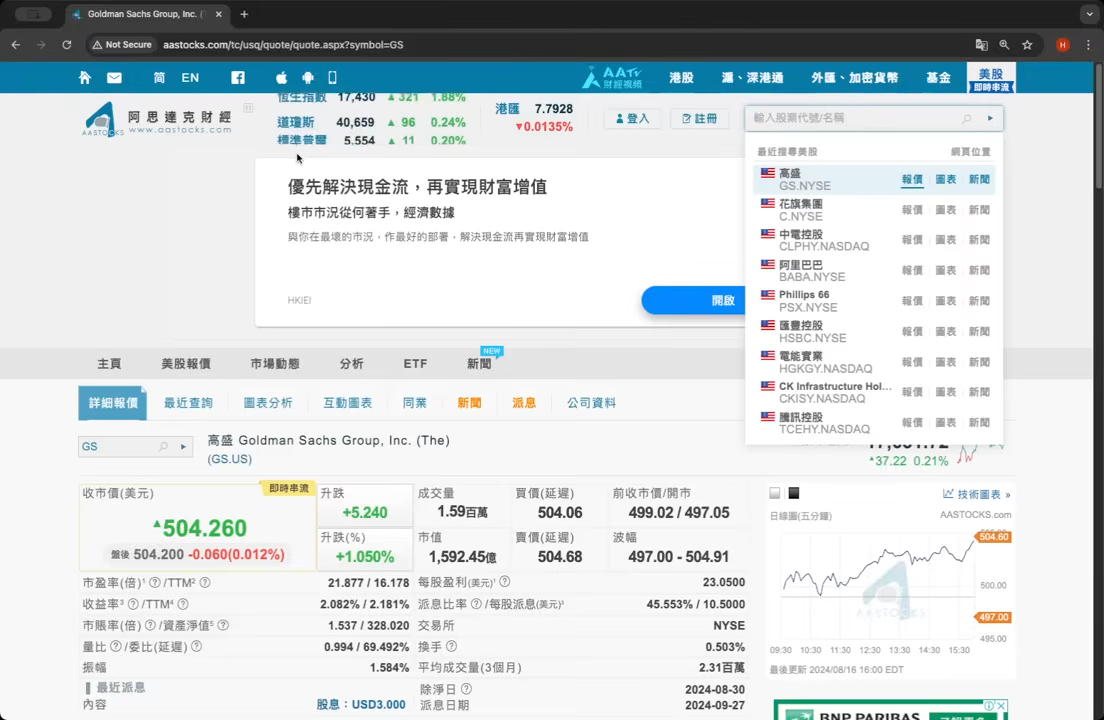 Goldman Sachs Group, Inc. (
Not Secure
aastocks.com/tc/usq/quote/quote.aspx?symbol=GS
H
简 EN
AATV 財經視頻
港股 滬、深港通 外匯、加密貨幣 基金 美股
即時串流
阿思達克財經
www.aastocks.com
AASTOCKS
恆生指數 17,430 ▲321 1.88%
道瓊斯 40,659 ▲ 96 0.24%
標準普爾 5,554 ▲ 11 0.20%
港匯 7.7928
▼0.0135%
登入 註冊
輸入股票代號/名稱
最近搜尋美股 網頁位置
高盛
GS.NYSE
報價 圖表 新聞
花旗集團
C.NYSE
報價 圖表 新聞
中電控股
CLPHY.NASDAQ
報價 圖表 新聞
阿里巴巴
BABA.NYSE
報價 圖表 新聞
Phillips 66
PSX.NYSE
報價 圖表 新聞
匯豐控股
HSBC.NYSE
報價 圖表 新聞
電能實業
HGKGY.NASDAQ
報價 圖表 新聞
CK Infrastructure Hol...
CKISY.NASDAQ
報價 圖表 新聞
騰訊控股
TCEHY.NASDAQ
報價 圖表 新聞
優先解決現金流，再實現財富增值
樓市市況從何著手，經濟數據
與你在最壞的市況，作最好的部署，解決現金流再實現財富增值
HKIEI
開啟
主頁 美股報價 市場動態 分析 ETF 新聞
NEW
詳細報價 最近查詢 圖表分析 互動圖表 同業 新聞 派息 公司資料
GS
高盛 Goldman Sachs Group, Inc. (The)
(GS.US)
▲37.22 0.21%
收市價(美元) 即時串流
▲504.260
盤後 504.200 -0.060(0.012%)
升跌
+5.240
升跌(%)
+1.050%
成交量
1.59百萬
買價(延遲)
504.06
前收市價/開市
499.02 / 497.05
市值
1,592.45億
賣價(延遲)
504.68
波幅
497.00 - 504.91
市盈率(倍)¹ /TTM² 21.877 / 16.178
每股盈利(美元)¹ 23.0500
收益率³ /TTM⁴ 2.082% / 2.181%
派息比率 /每股派息(美元)³ 45.553% / 10.5000
市賬率(倍) /資產淨值⁵ 1.537 / 328.020
交易所 NYSE
量比 /委比(延遲) 0.994 / 69.492%
換手 0.503%
振幅 1.584%
平均成交量(3個月) 2.31百萬
最近派息
除淨日 2024-08-30
內容 股息：USD3.000
派息日期 2024-09-27
技術圖表 »
日線圖(五分鐘) AASTOCKS.com
504.60
500.00
497.00
495.00
AASTOCKS
09:30 10:30 11:30 12:30 13:30 14:30 15:30
最後更新 2024/08/16 16:00 EDT
BNP PARIBAS